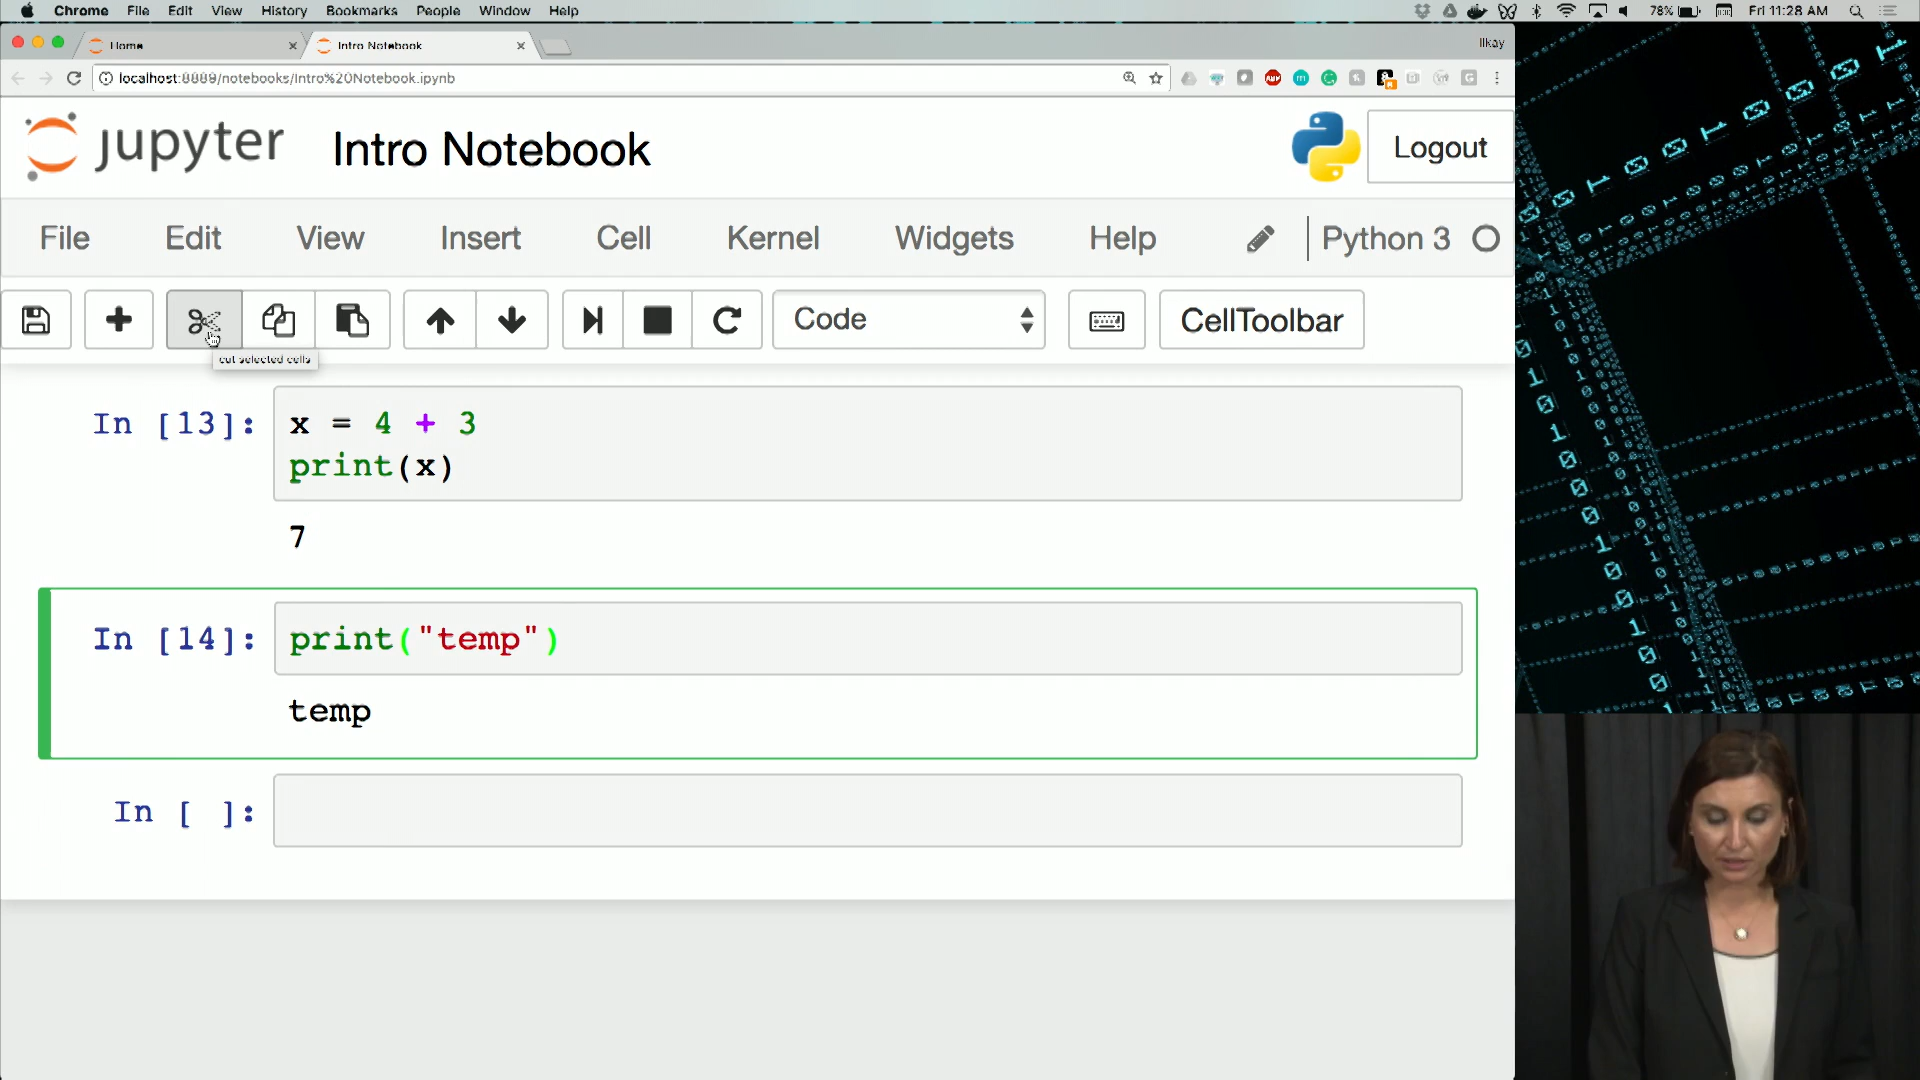 Chrome File Edit View History Bookmarks People Window Help 78% Fri 11:28 AM
Home Intro Notebook Ilkay
localhost:8889/notebooks/Intro%20Notebook.ipynb
jupyter Intro Notebook Logout
File Edit View Insert Cell Kernel Widgets Help Python 3
Code CellToolbar
cut selected cells
In [13]: x = 4 + 3
print(x)
7
In [14]: print("temp")
temp
In [ ]: